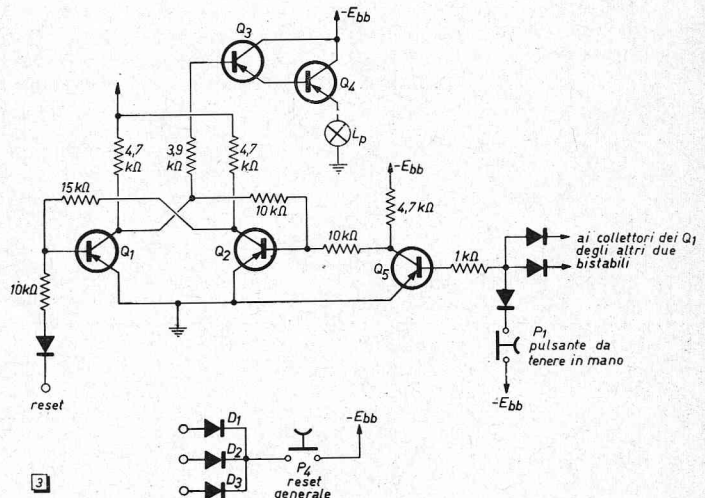 -Ebb
Q3
Q4
Lp
4,7 kΩ
3,9 kΩ
4,7 kΩ
-Ebb
15kΩ
10kΩ
4,7kΩ
Q1
Q2
10kΩ
Q5
1kΩ
ai collettori dei Q1
degli altri due
bistabili
10kΩ
P1
pulsante da
tenere in mano
-Ebb
reset
D1
D2
D3
P4
reset
generale
-Ebb
3